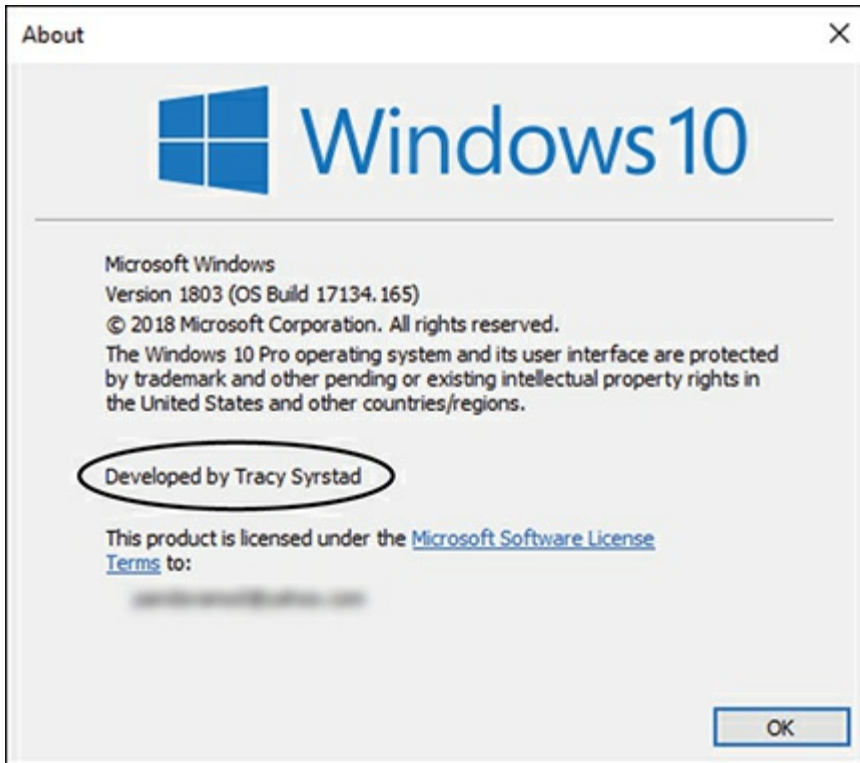 About
Windows 10
Microsoft Windows
Version 1803 (OS Build 17134.165)
© 2018 Microsoft Corporation. All rights reserved.
The Windows 10 Pro operating system and its user interface are protected
by trademark and other pending or existing intellectual property rights in
the United States and other countries/regions.
Developed by Tracy Syrstad
This product is licensed under the Microsoft Software License
Terms to:
OK